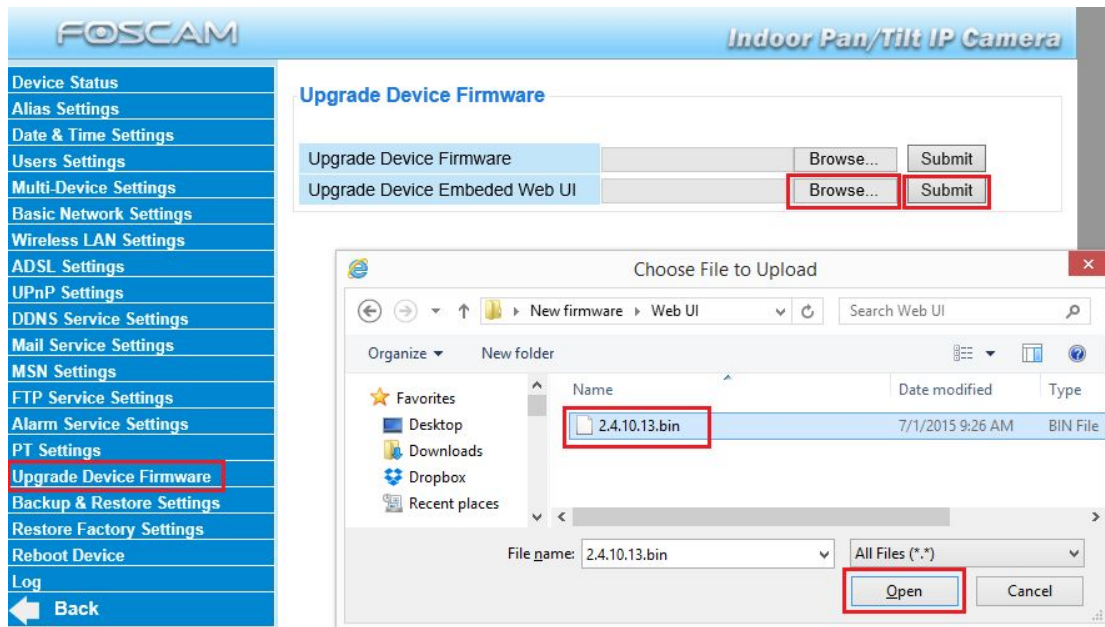 FOSCAM
Indoor Pan/Tilt IP Camera
Device Status
Alias Settings
Date & Time Settings
Users Settings
Multi-Device Settings
Basic Network Settings
Wireless LAN Settings
ADSL Settings
UPnP Settings
DDNS Service Settings
Mail Service Settings
MSN Settings
FTP Service Settings
Alarm Service Settings
PT Settings
Upgrade Device Firmware
Backup & Restore Settings
Restore Factory Settings
Reboot Device
Log
Back
Upgrade Device Firmware
Upgrade Device Firmware Browse... Submit
Upgrade Device Embeded Web UI Browse... Submit
Choose File to Upload
New firmware Web UI Search Web UI
Organize New folder
Favorites
Desktop
Downloads
Dropbox
Recent places
Name Date modified Type
2.4.10.13.bin 7/1/2015 9:26 AM BIN File
File name: 2.4.10.13.bin All Files (*.*)
Open Cancel